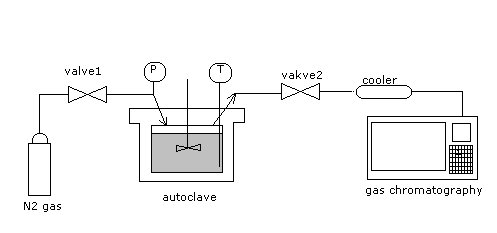 P
T
valve1
vakve2
cooler
N2 gas
autoclave
gas chromatography